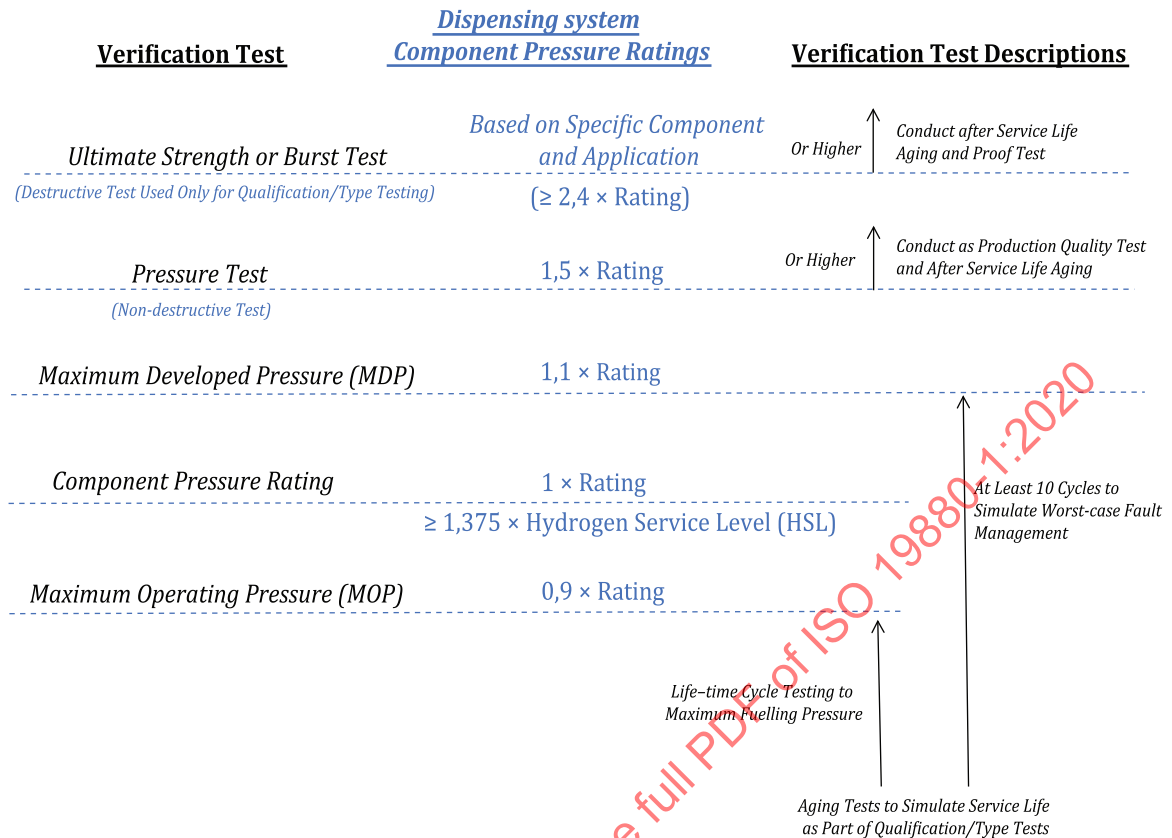 Verification Test
Dispensing system
Component Pressure Ratings
Verification Test Descriptions
Ultimate Strength or Burst Test
(Destructive Test Used Only for Qualification/Type Testing)
Based on Specific Component
and Application
(≥ 2,4 × Rating)
Or Higher
Conduct after Service Life
Aging and Proof Test
Pressure Test
(Non-destructive Test)
1,5 × Rating
Or Higher
Conduct as Production Quality Test
and After Service Life Aging
Maximum Developed Pressure (MDP)
1,1 × Rating
Component Pressure Rating
1 × Rating
≥ 1,375 × Hydrogen Service Level (HSL)
At Least 10 Cycles to
Simulate Worst-case Fault
Management
Maximum Operating Pressure (MOP)
0,9 × Rating
Life–time Cycle Testing to
Maximum Fuelling Pressure
Aging Tests to Simulate Service Life
as Part of Qualification/Type Tests
e full PDF of ISO 19880-1:2020